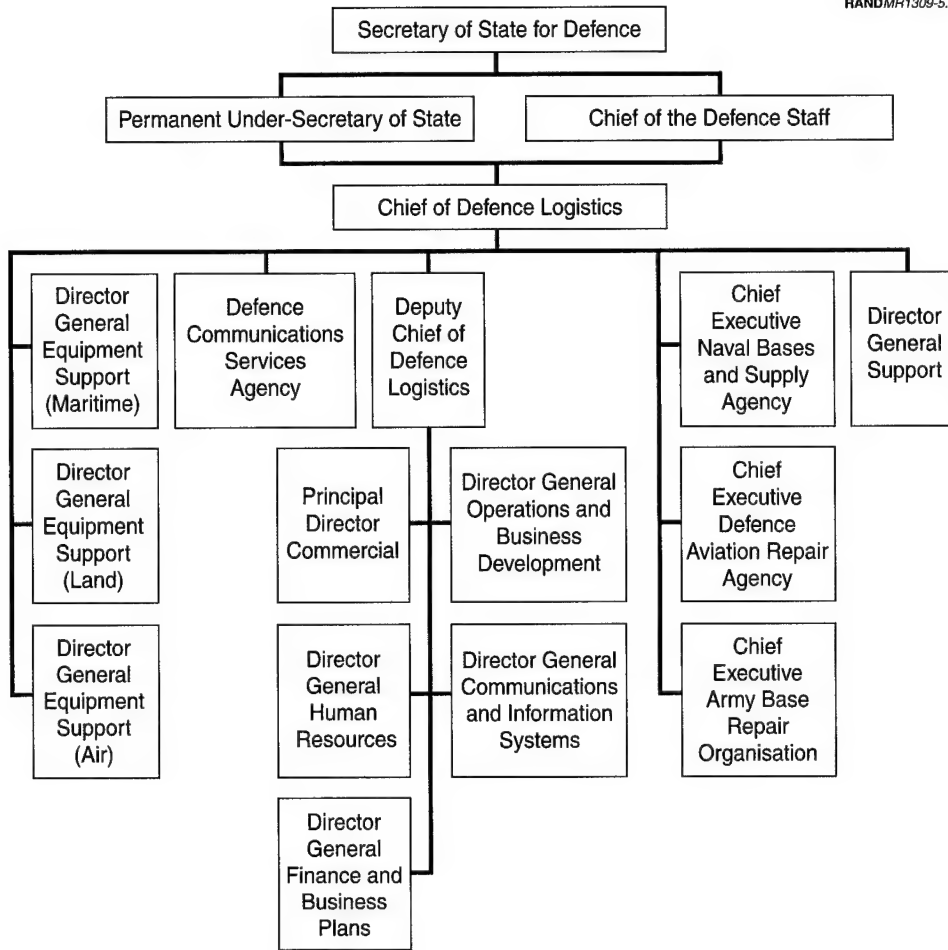 RANDMR1309-5.
Secretary of State for Defence
Permanent Under-Secretary of State
Chief of the Defence Staff
Chief of Defence Logistics
Director
General
Equipment
Support
(Maritime)
Defence
Communications
Services
Agency
Deputy
Chief of
Defence
Logistics
Chief
Executive
Naval Bases
and Supply
Agency
Director
General
Support
Director
General
Equipment
Support
(Land)
Principal
Director
Commercial
Director General
Operations and
Business
Development
Chief
Executive
Defence
Aviation Repair
Agency
Director
General
Equipment
Support
(Air)
Director
General
Human
Resources
Director General
Communications
and Information
Systems
Chief
Executive
Army Base
Repair
Organisation
Director
General
Finance and
Business
Plans